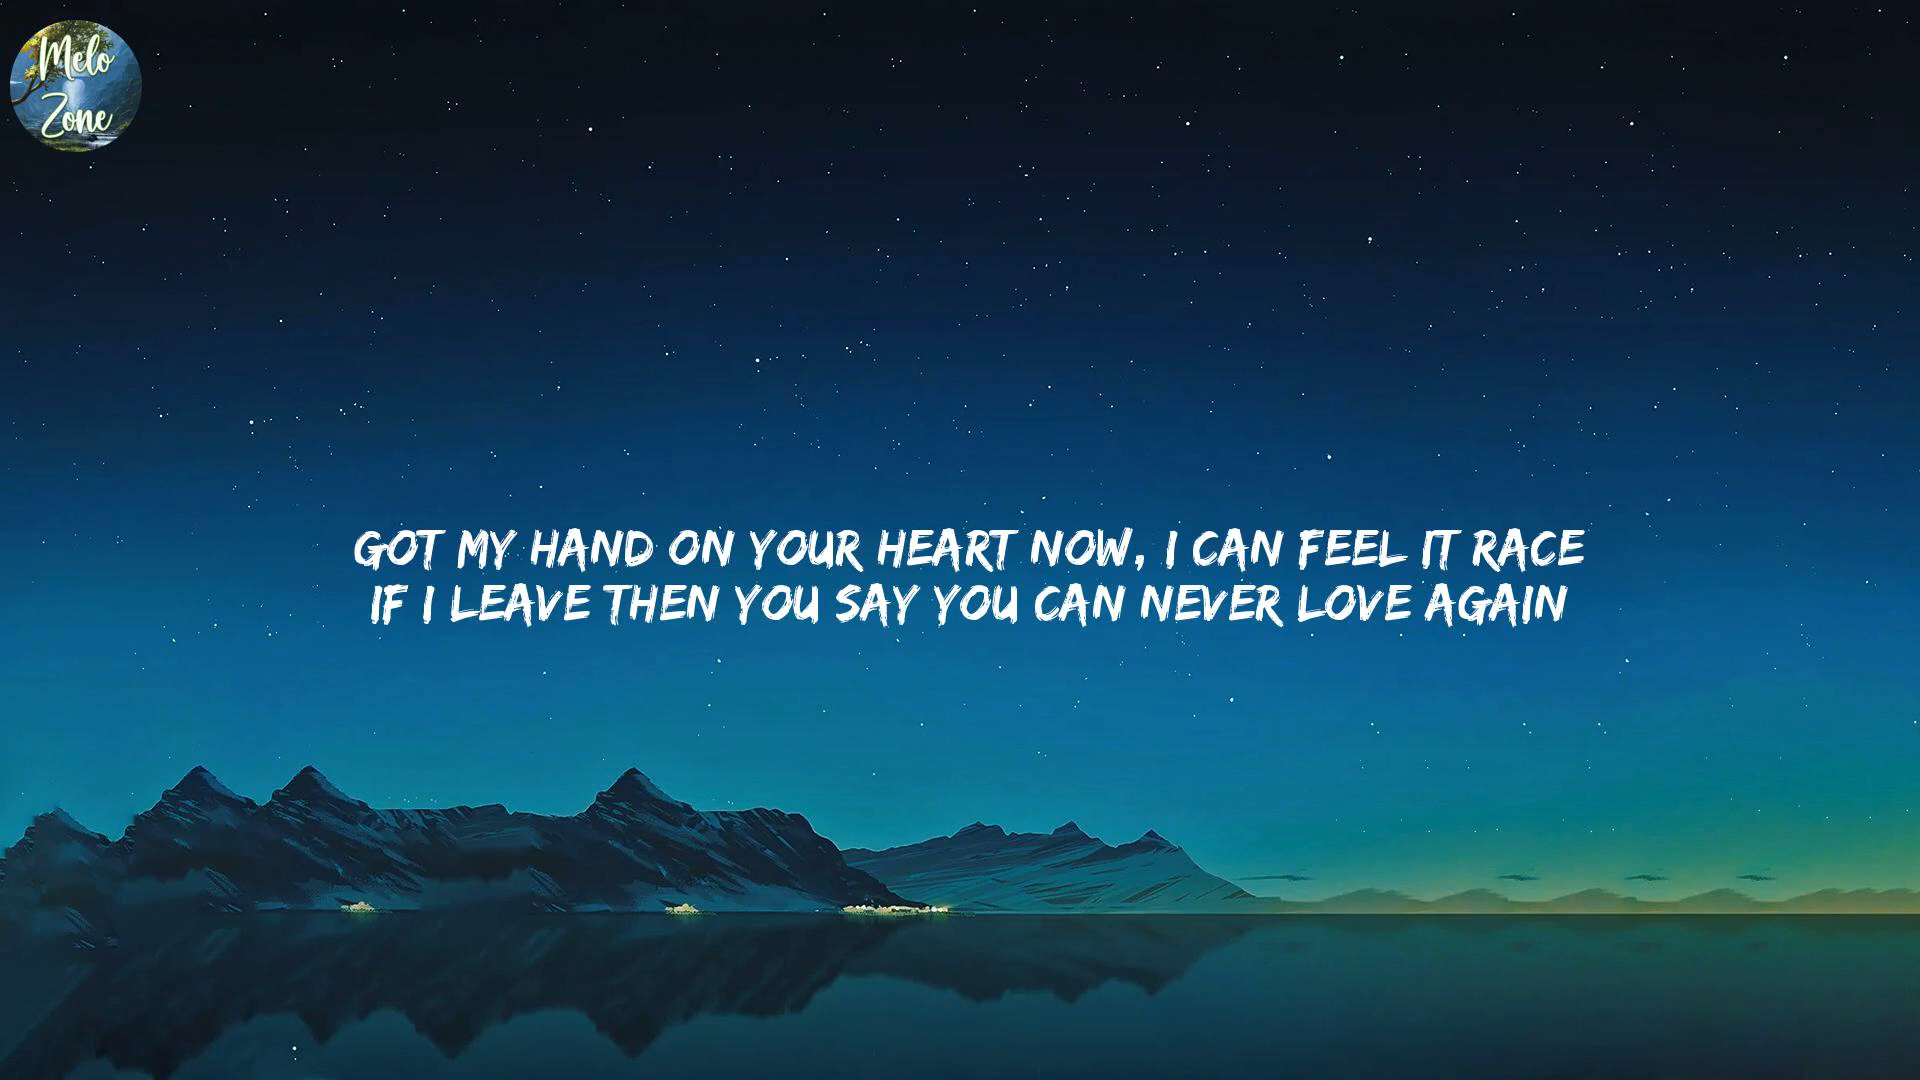 Melo
Zone
GOT MY HAND ON YOUR HEART NOW, I CAN FEEL IT RACE
IF I LEAVE THEN YOU SAY YOU CAN NEVER LOVE AGAIN